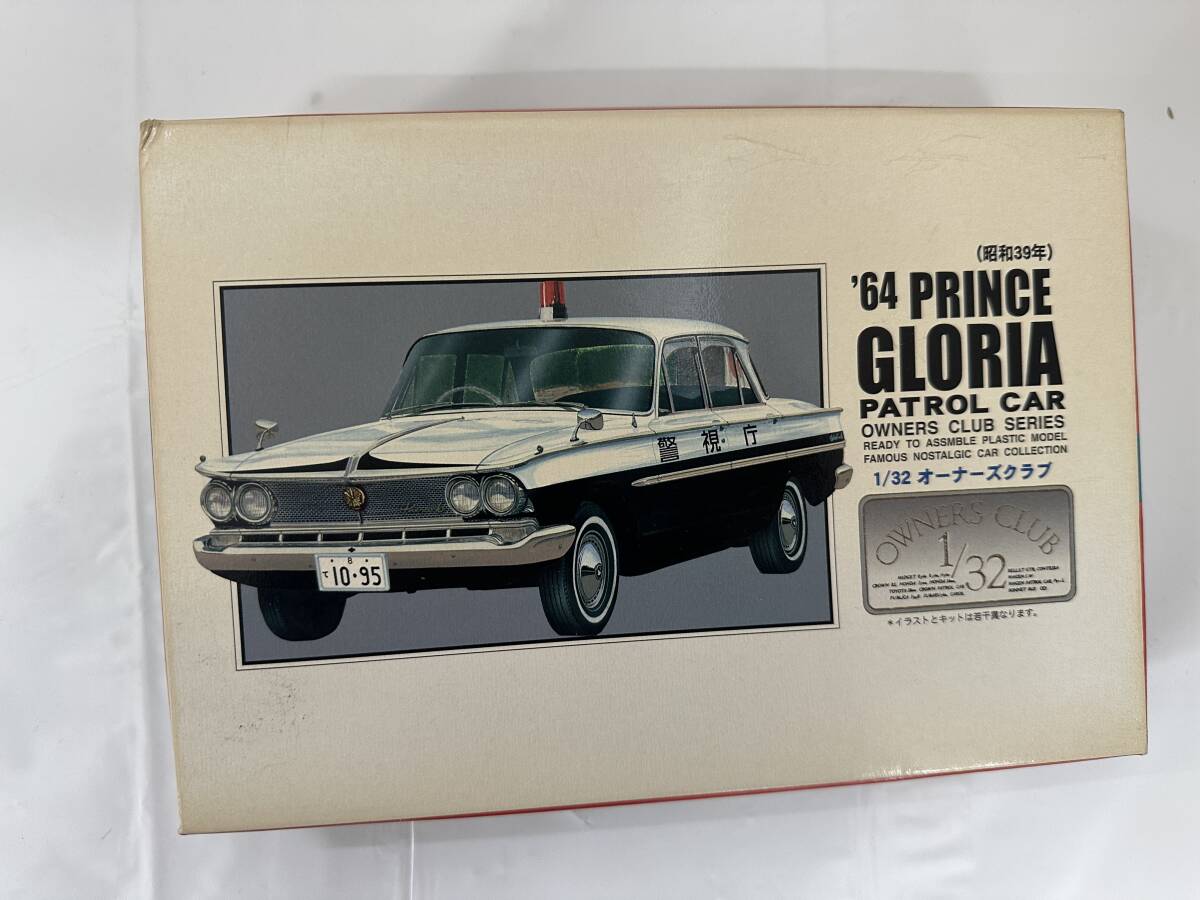 (昭和39年)
'64 PRINCE
GLORIA
PATROL CAR
OWNERS CLUB SERIES
READY TO ASSMBLE PLASTIC MODEL
FAMOUS NOSTALGIC CAR COLLECTION
1/32 オーナーズクラブ
OWNERS CLUB
1/32
*イラストとキットは若干異なります。
警視庁
8
て 10-95